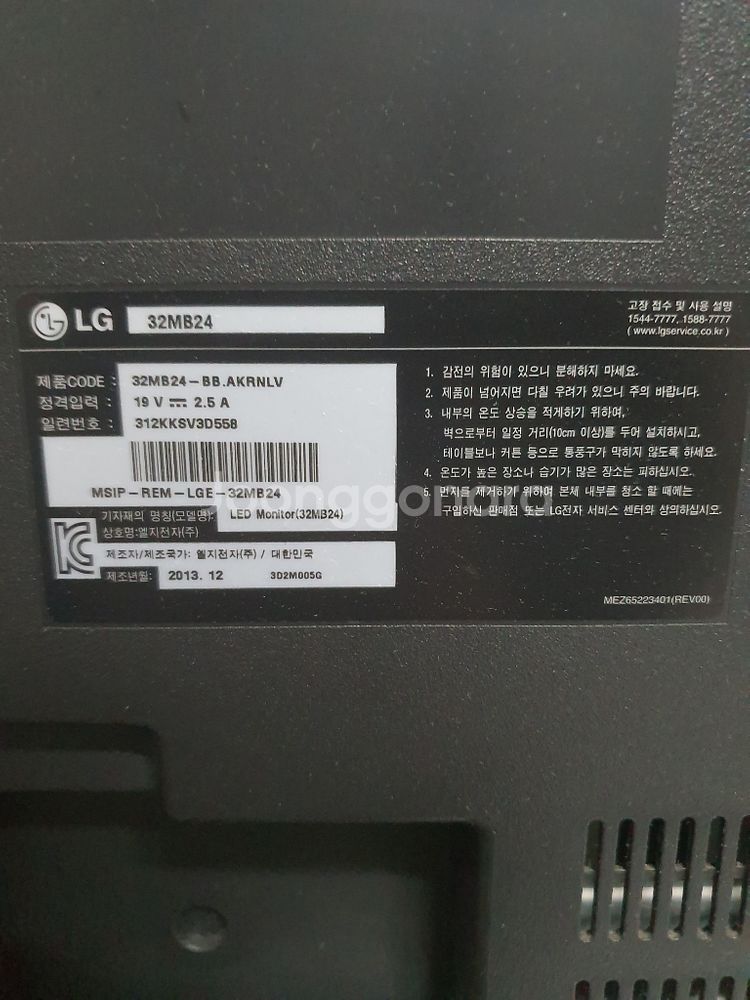 LG 32MB24
고장 접수 및 사용 설명
1544-7777, 1588-7777
( www.lgservice.co.kr )
제품CODE : 32MB24-BB.AKRNLV
정격입력 : 19 V ⎓ 2.5 A
일련번호 : 312KKSV3D558
MSIP-REM-LGE-32MB24
기자재의 명칭(모델명): LED Monitor(32MB24)
상호명:엘지전자(주)
제조자/제조국가: 엘지전자(주) / 대한민국
제조년월: 2013. 12 3D2M005G
1. 감전의 위험이 있으니 분해하지 마세요.
2. 제품이 넘어지면 다칠 우려가 있으니 주의 바랍니다.
3. 내부의 온도 상승을 적게하기 위하여,
벽으로부터 일정 거리(10cm 이상)를 두어 설치하시고,
테이블보나 커튼 등으로 통풍구가 막히지 않도록 하세요.
4. 온도가 높은 장소나 습기가 많은 장소는 피하십시오.
5. 먼지를 제거하기 위하여 본체 내부를 청소 할 때에는
구입하신 판매점 또는 LG전자 서비스 센터와 상의하십시오.
MEZ65223401(REV00)